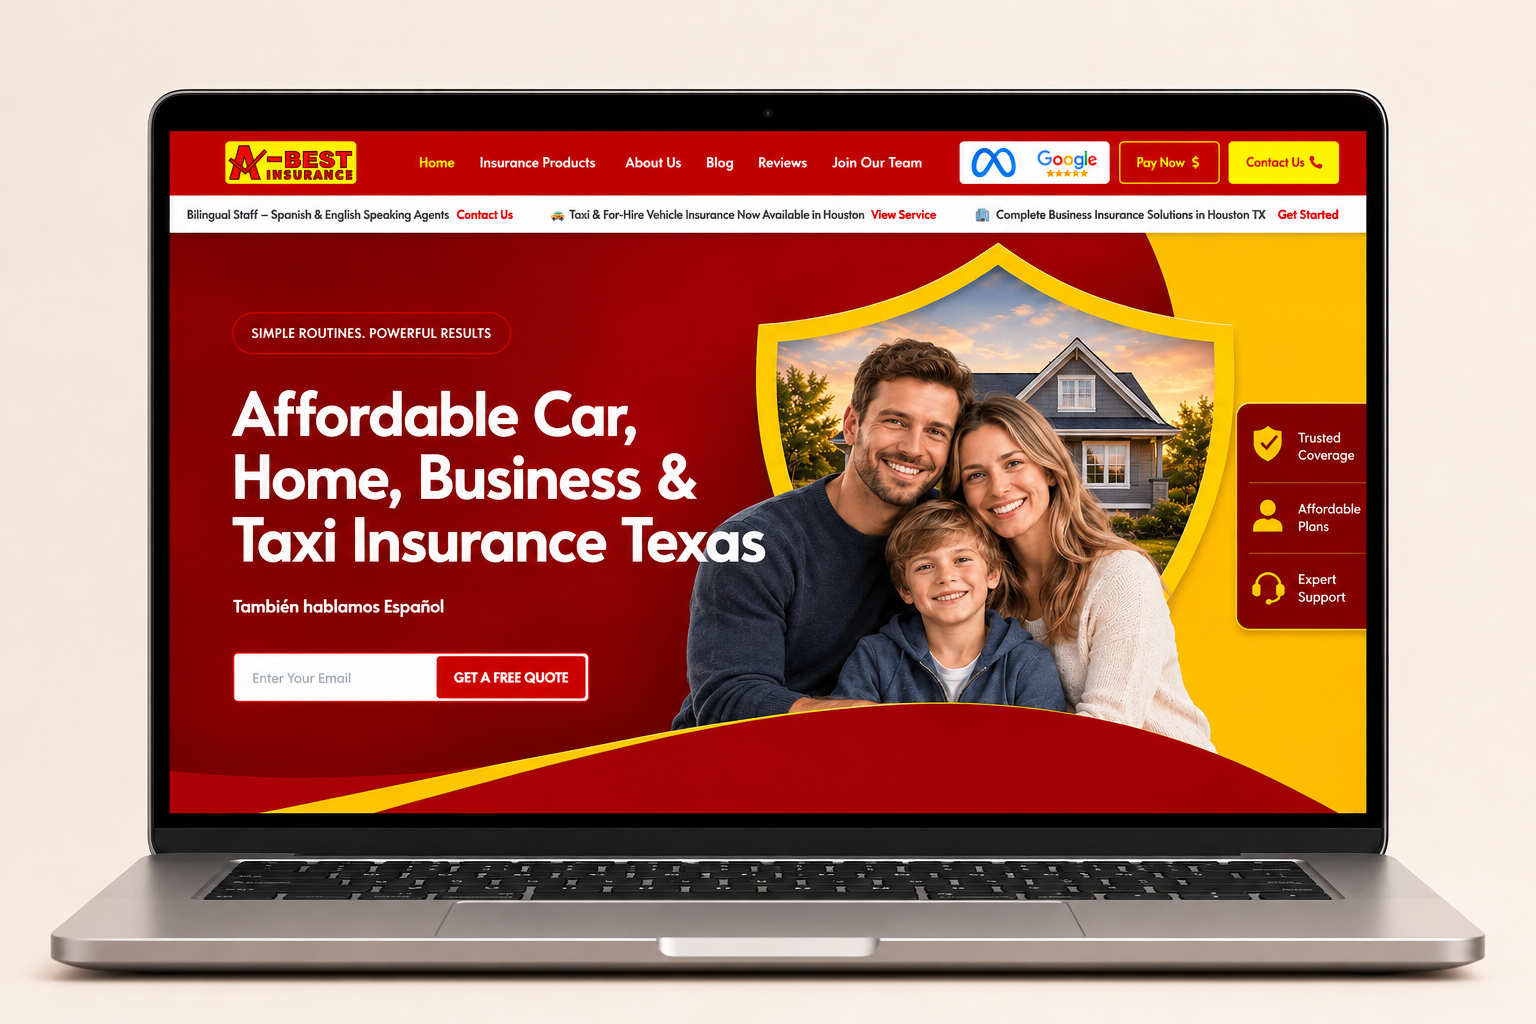 A-BEST
INSURANCE
Home
Insurance Products
About Us
Blog
Reviews
Join Our Team
Google
Pay Now $
Contact Us
Bilingual Staff – Spanish & English Speaking Agents Contact Us
Taxi & For-Hire Vehicle Insurance Now Available in Houston View Service
Complete Business Insurance Solutions in Houston TX Get Started
SIMPLE ROUTINES. POWERFUL RESULTS
Affordable Car,
Home, Business &
Taxi Insurance Texas
También hablamos Español
Enter Your Email
GET A FREE QUOTE
Trusted
Coverage
Affordable
Plans
Expert
Support